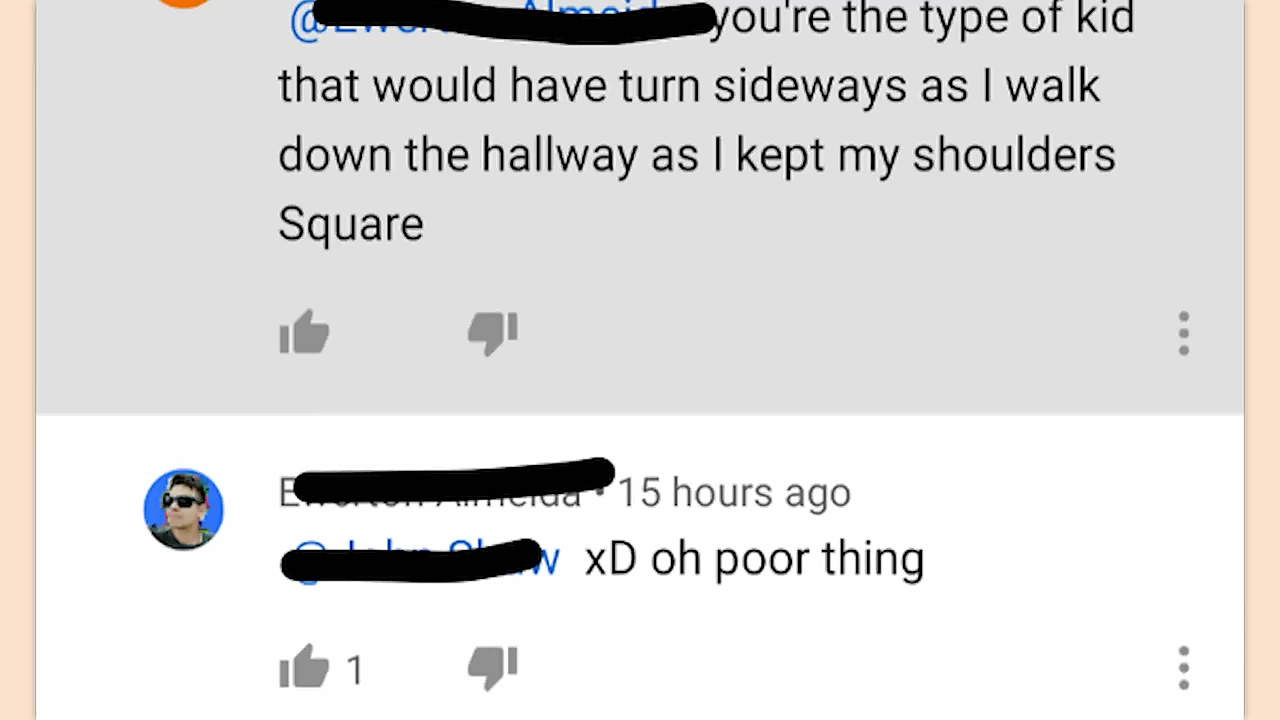 you're the type of kid
that would have turn sideways as I walk
down the hallway as I kept my shoulders
Square
15 hours ago
xD oh poor thing
1